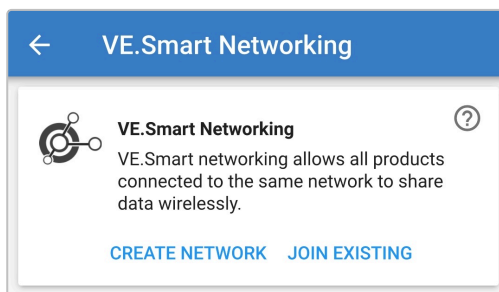 VE.Smart Networking
VE.Smart Networking
VE.Smart networking allows all products
connected to the same network to share
data wirelessly.
CREATE NETWORK JOIN EXISTING